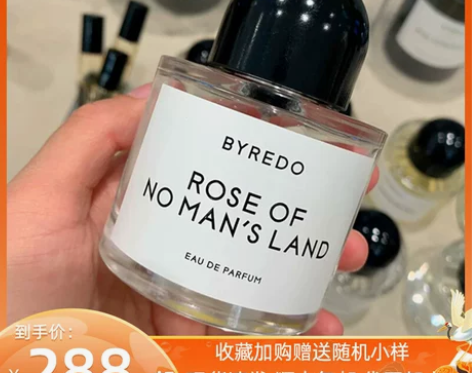 BYREDO
ROSE OF
NO MAN'S LAND
EAU DE PARFUM
到手价:
收藏加购赠送随机小样
¥288